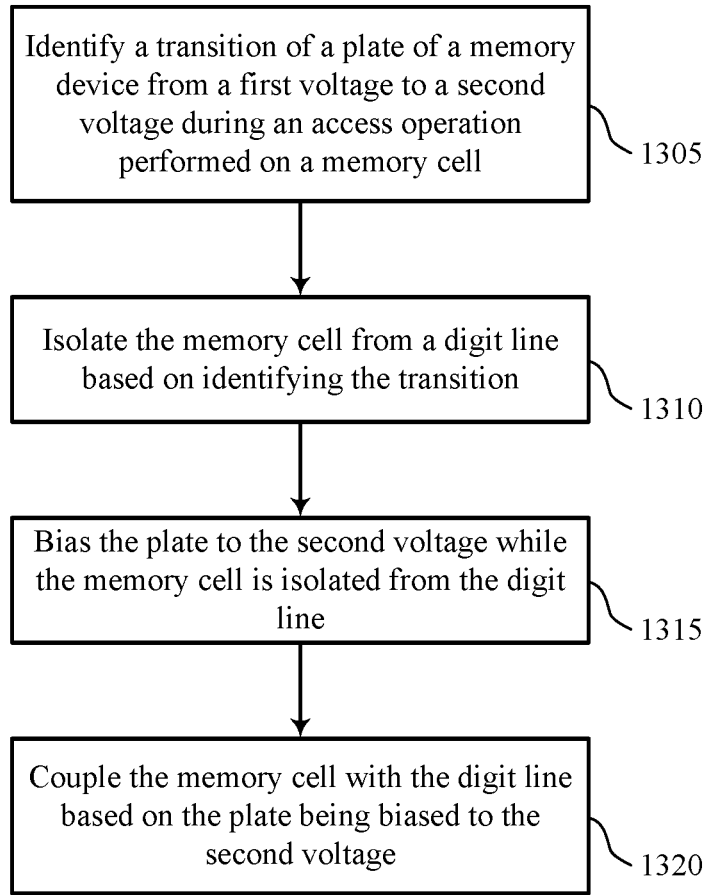 Identify a transition of a plate of a memory
device from a first voltage to a second
voltage during an access operation
performed on a memory cell
1305
Isolate the memory cell from a digit line
based on identifying the transition
1310
Bias the plate to the second voltage while
the memory cell is isolated from the digit
line
1315
Couple the memory cell with the digit line
based on the plate being biased to the
second voltage
1320